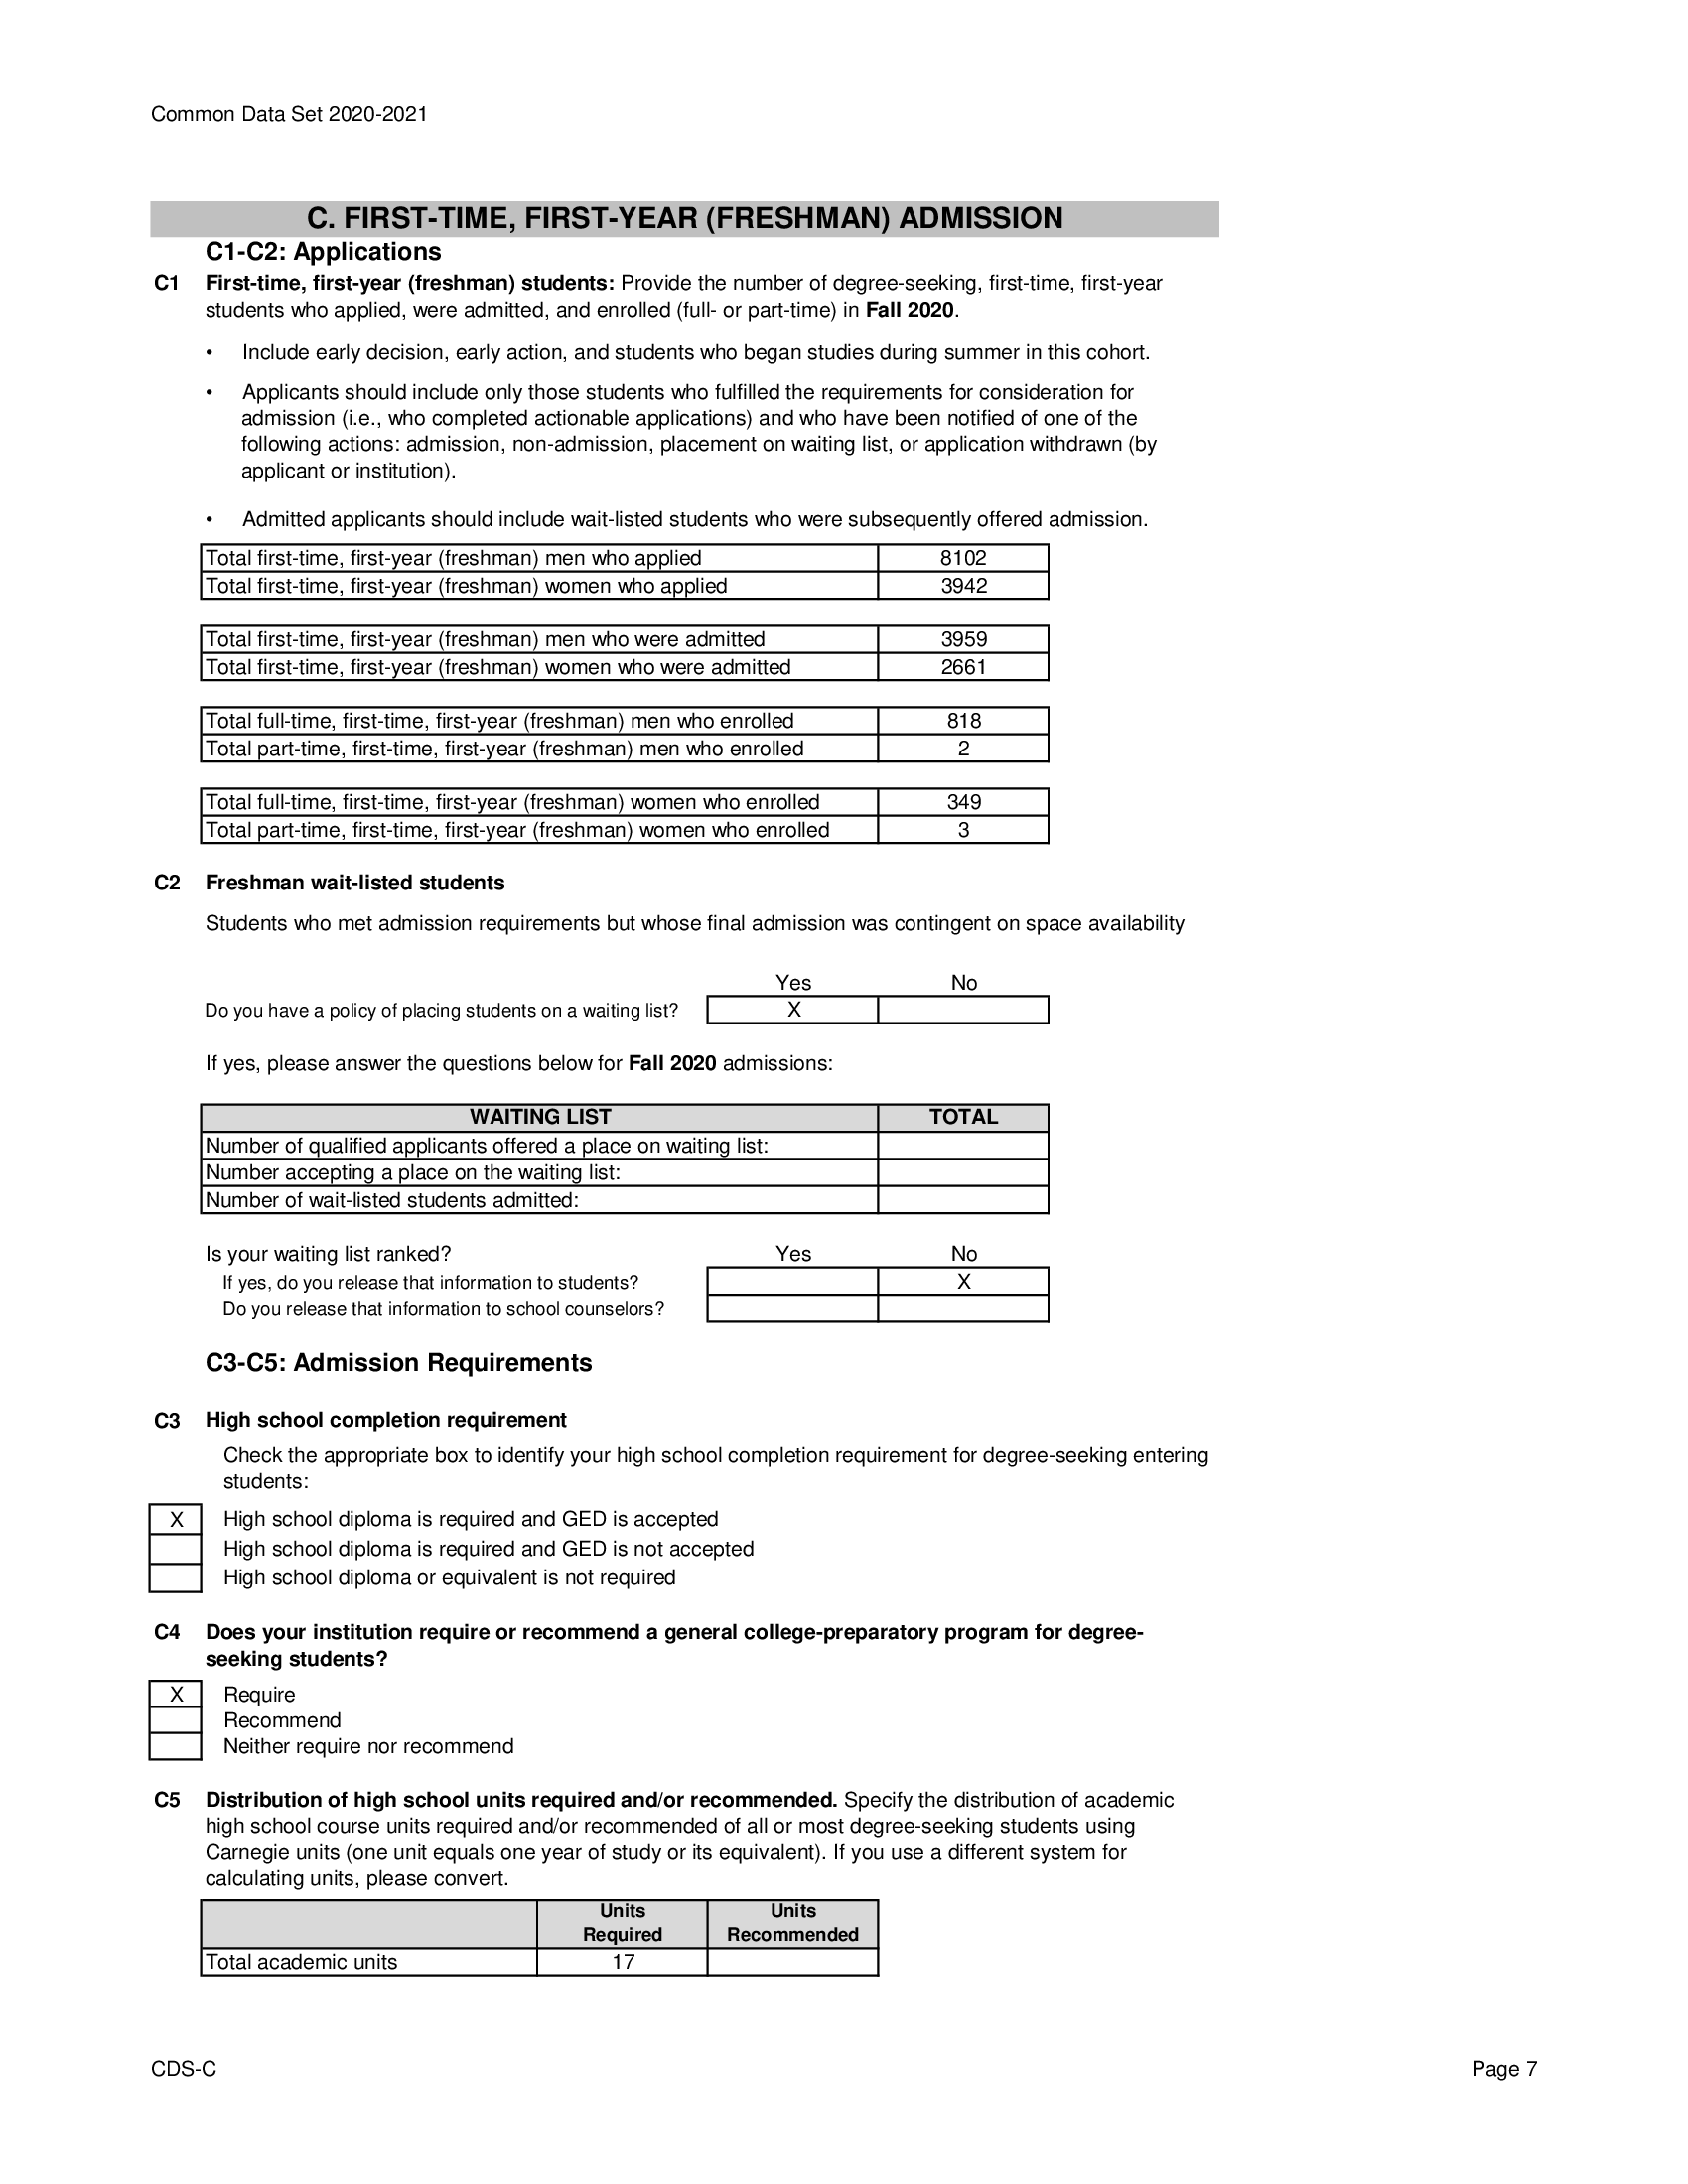 Common Data Set 2020-2021
C. FIRST-TIME, FIRST-YEAR (FRESHMAN) ADMISSION
C1-C2: Applications
C1 First-time, first-year (freshman) students: Provide the number of degree-seeking, first-time, first-year
students who applied, were admitted, and enrolled (full- or part-time) in Fall 2020.
• Include early decision, early action, and students who began studies during summer in this cohort.
• Applicants should include only those students who fulfilled the requirements for consideration for
admission (i.e., who completed actionable applications) and who have been notified of one of the
following actions: admission, non-admission, placement on waiting list, or application withdrawn (by
applicant or institution).
• Admitted applicants should include wait-listed students who were subsequently offered admission.
Total first-time, first-year (freshman) men who applied 8102
Total first-time, first-year (freshman) women who applied 3942
Total first-time, first-year (freshman) men who were admitted 3959
Total first-time, first-year (freshman) women who were admitted 2661
Total full-time, first-time, first-year (freshman) men who enrolled 818
Total part-time, first-time, first-year (freshman) men who enrolled 2
Total full-time, first-time, first-year (freshman) women who enrolled 349
Total part-time, first-time, first-year (freshman) women who enrolled 3
C2 Freshman wait-listed students
Students who met admission requirements but whose final admission was contingent on space availability
Yes No
Do you have a policy of placing students on a waiting list? X
If yes, please answer the questions below for Fall 2020 admissions:
WAITING LIST TOTAL
Number of qualified applicants offered a place on waiting list:
Number accepting a place on the waiting list:
Number of wait-listed students admitted:
Is your waiting list ranked? Yes No
If yes, do you release that information to students? X
Do you release that information to school counselors?
C3-C5: Admission Requirements
C3 High school completion requirement
Check the appropriate box to identify your high school completion requirement for degree-seeking entering
students:
X High school diploma is required and GED is accepted
High school diploma is required and GED is not accepted
High school diploma or equivalent is not required
C4 Does your institution require or recommend a general college-preparatory program for degree-
seeking students?
X Require
Recommend
Neither require nor recommend
C5 Distribution of high school units required and/or recommended. Specify the distribution of academic
high school course units required and/or recommended of all or most degree-seeking students using
Carnegie units (one unit equals one year of study or its equivalent). If you use a different system for
calculating units, please convert.
Units Units
Required Recommended
Total academic units 17
CDS-C Page 7